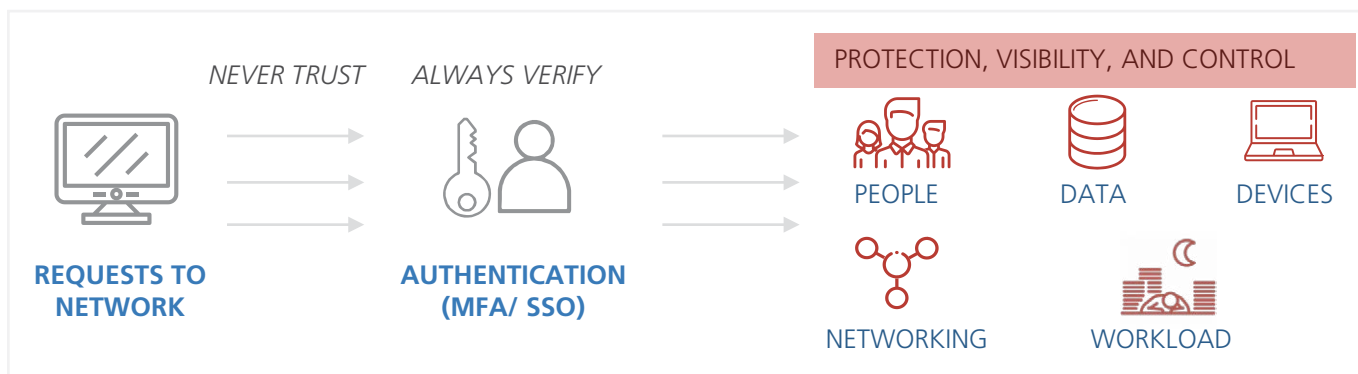 NEVER TRUST
ALWAYS VERIFY
PROTECTION, VISIBILITY, AND CONTROL
REQUESTS TO
NETWORK
AUTHENTICATION
(MFA/ SSO)
PEOPLE
DATA
DEVICES
NETWORKING
WORKLOAD